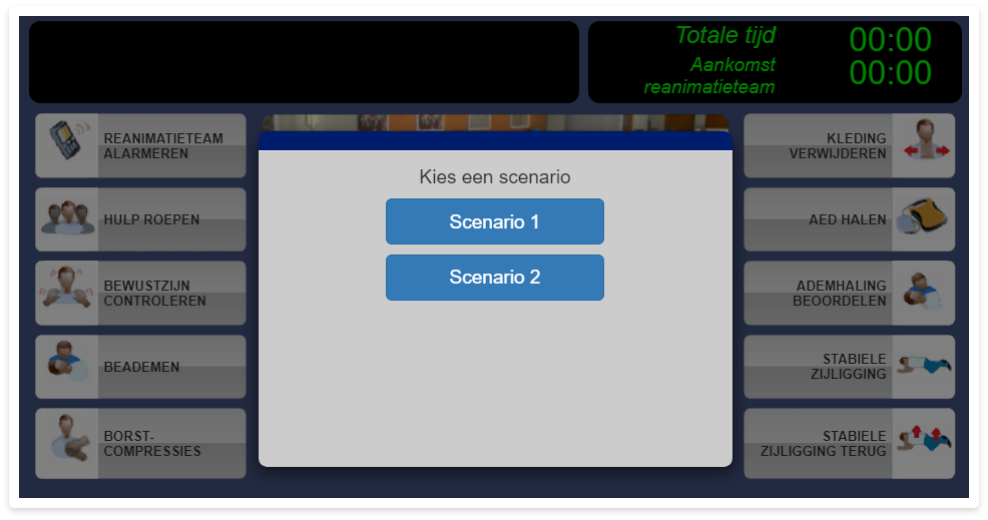 Totale tijd 00:00
Aankomst
reanimatieteam 00:00
REANIMATIETEAM
ALARMEREN
HULP ROEPEN
BEWUSTZIJN
CONTROLEREN
BEADEMEN
BORST-
COMPRESSIES
Kies een scenario
Scenario 1
Scenario 2
KLEDING
VERWIJDEREN
AED HALEN
ADEMHALING
BEOORDELEN
STABIELE
ZIJLIGGING
STABIELE
ZIJLIGGING TERUG